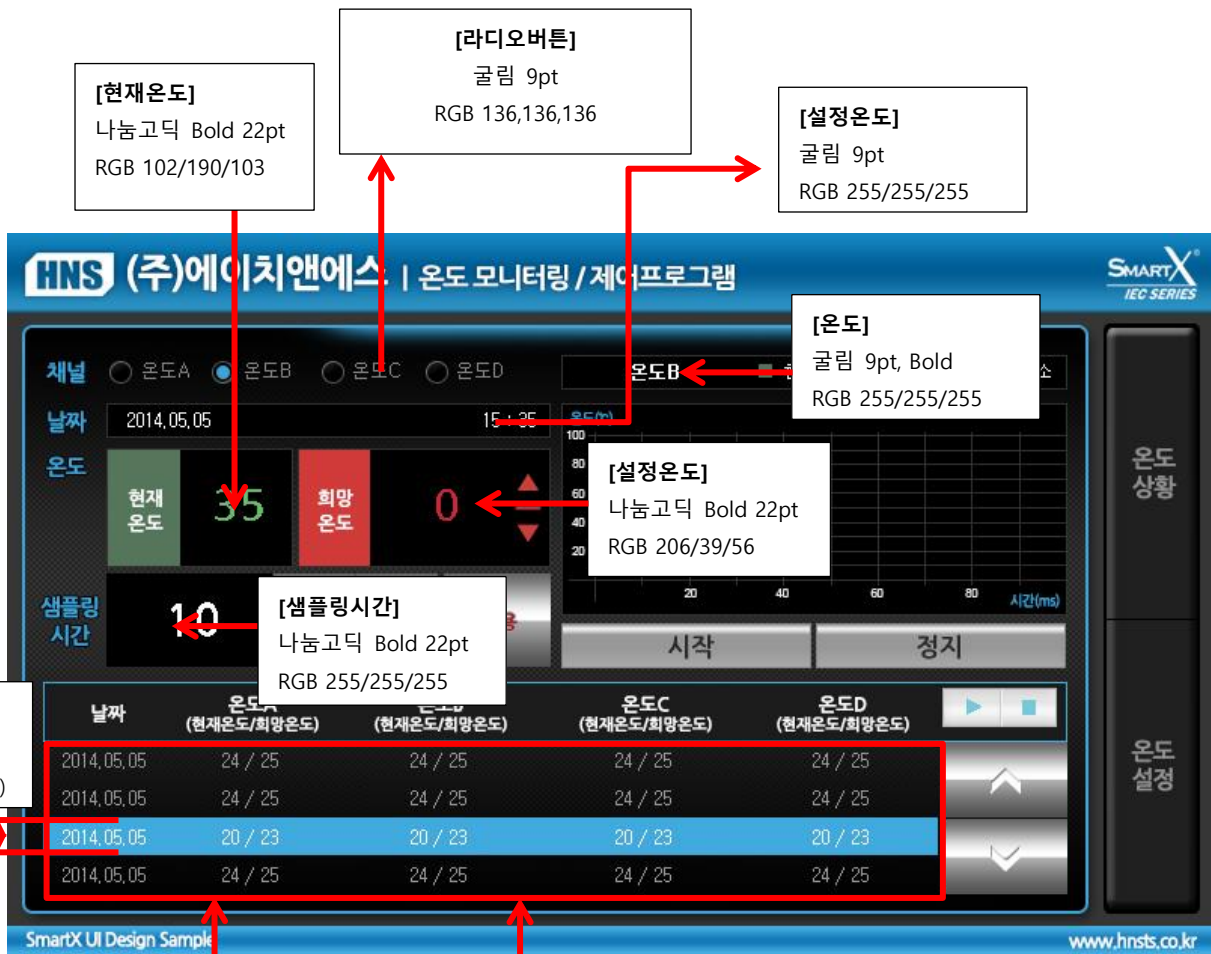 [라디오버튼]
굴림 9pt
RGB 136,136,136
[현재온도]
나눔고딕 Bold 22pt
RGB 102/190/103
[설정온도]
굴림 9pt
RGB 255/255/255
HNS (주)에이치앤에스 | 온도 모니터링 / 제어프로그램
SMARTX
IEC SERIES
[온도]
굴림 9pt, Bold
RGB 255/255/255
채널 온도A 온도B 온도C 온도D
온도B
소
날짜 2014.05.05 15 : 35
온도(℃)
100
80
60
40
20
20 40 60 80 시간(ms)
온도
현재
온도
35
희망
온도
0
[설정온도]
나눔고딕 Bold 22pt
RGB 206/39/56
샘플링
시간
10
[샘플링시간]
나눔고딕 Bold 22pt
RGB 255/255/255
시작 정지
온도
상황
온도
설정
날짜 온도A 온도C 온도D
(현재온도/희망온도) (현재온도/희망온도) (현재온도/희망온도) (현재온도/희망온도)
2014.05.05 24 / 25 24 / 25 24 / 25 24 / 25
2014.05.05 24 / 25 24 / 25 24 / 25 24 / 25
2014.05.05 20 / 23 20 / 23 20 / 23 20 / 23
2014.05.05 24 / 25 24 / 25 24 / 25 24 / 25
)
SmartX UI Design Sample www.hnsts.co.kr